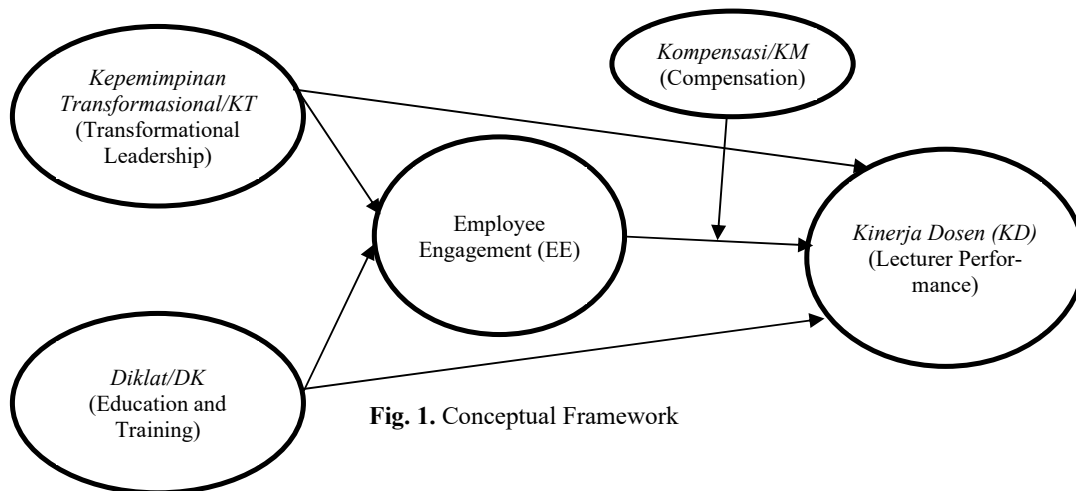 Kompensasi/KM
(Compensation)
Kepemimpinan
Transformasional/KT
(Transformational
Leadership)
Employee
Engagement (EE)
Kinerja Dosen (KD)
(Lecturer Perfor-
mance)
Diklat/DK
(Education and
Training)
Fig. 1. Conceptual Framework